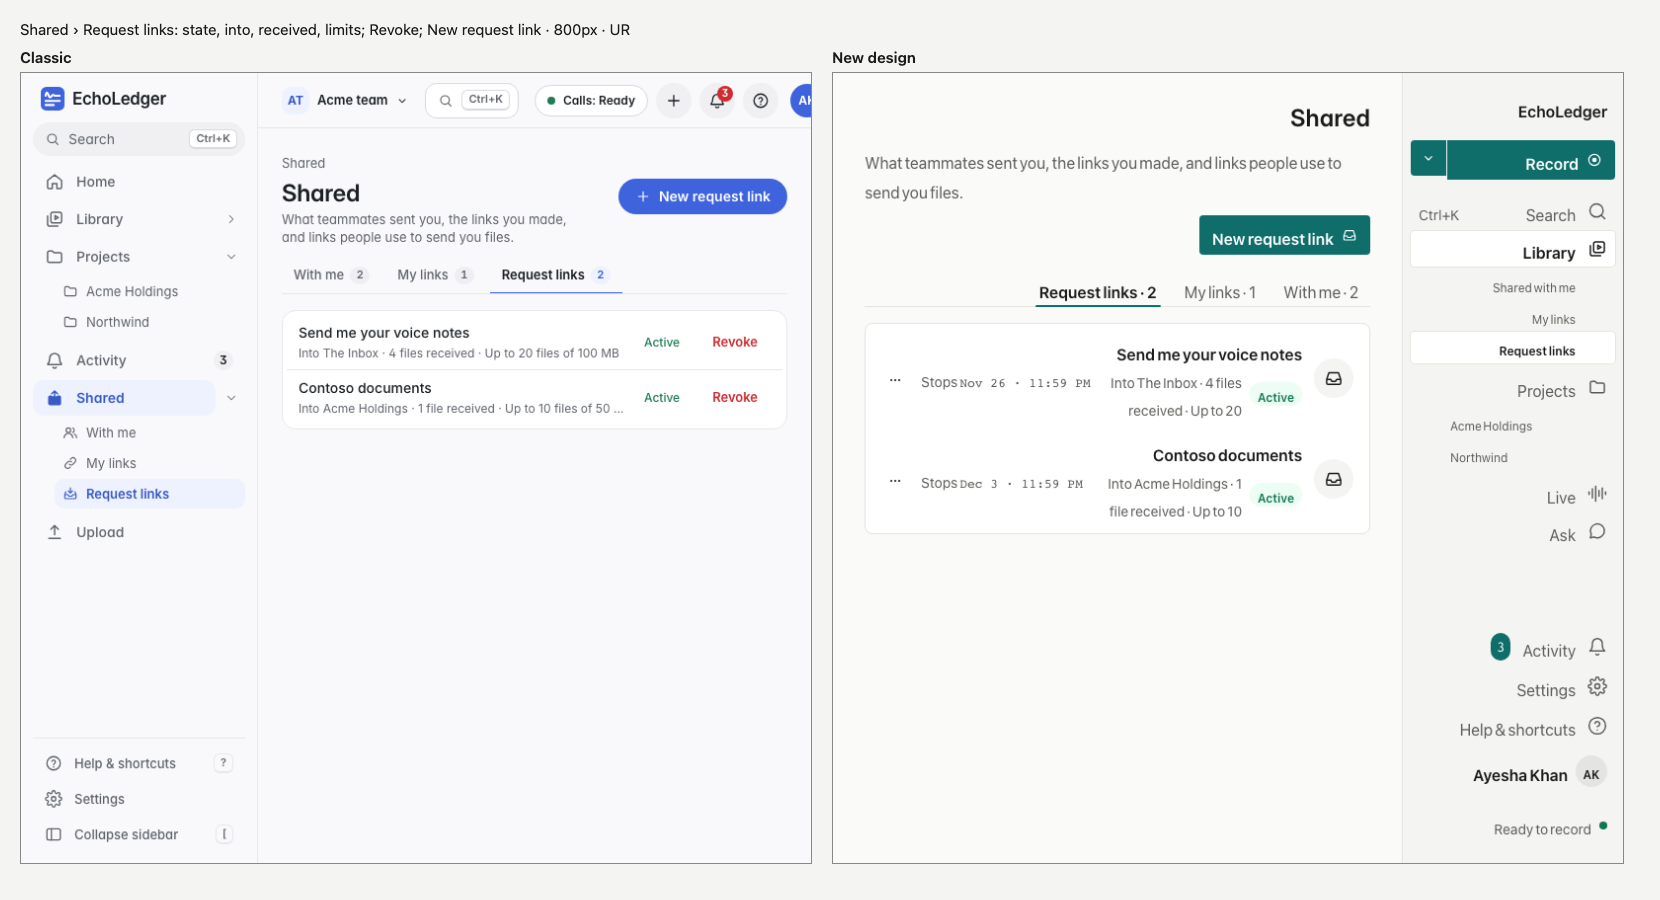 Shared › Request links: state, into, received, limits; Revoke; New request link · 800px · UR
Classic
EchoLedger
Search Ctrl+K
Home
Library
Projects
Acme Holdings
Northwind
Activity 3
Shared
With me
My links
Request links
Upload
Help & shortcuts ?
Settings
Collapse sidebar [
AT Acme team Ctrl+K Calls: Ready 3 AK
Shared
Shared
New request link
What teammates sent you, the links you made,
and links people use to send you files.
With me 2 My links 1 Request links 2
Send me your voice notes
Into The Inbox · 4 files received · Up to 20 files of 100 MB
Active Revoke
Contoso documents
Into Acme Holdings · 1 file received · Up to 10 files of 50 ...
Active Revoke
New design
Shared
What teammates sent you, the links you made, and links people use to
send you files.
New request link
Request links · 2 My links · 1 With me · 2
Send me your voice notes
... Stops Nov 26 · 11:59 PM
Into The Inbox · 4 files
received · Up to 20
Active
Contoso documents
... Stops Dec 3 · 11:59 PM
Into Acme Holdings · 1
file received · Up to 10
Active
EchoLedger
Record
Ctrl+K Search
Library
Shared with me
My links
Request links
Projects
Acme Holdings
Northwind
Live
Ask
3 Activity
Settings
Help & shortcuts
Ayesha Khan AK
Ready to record